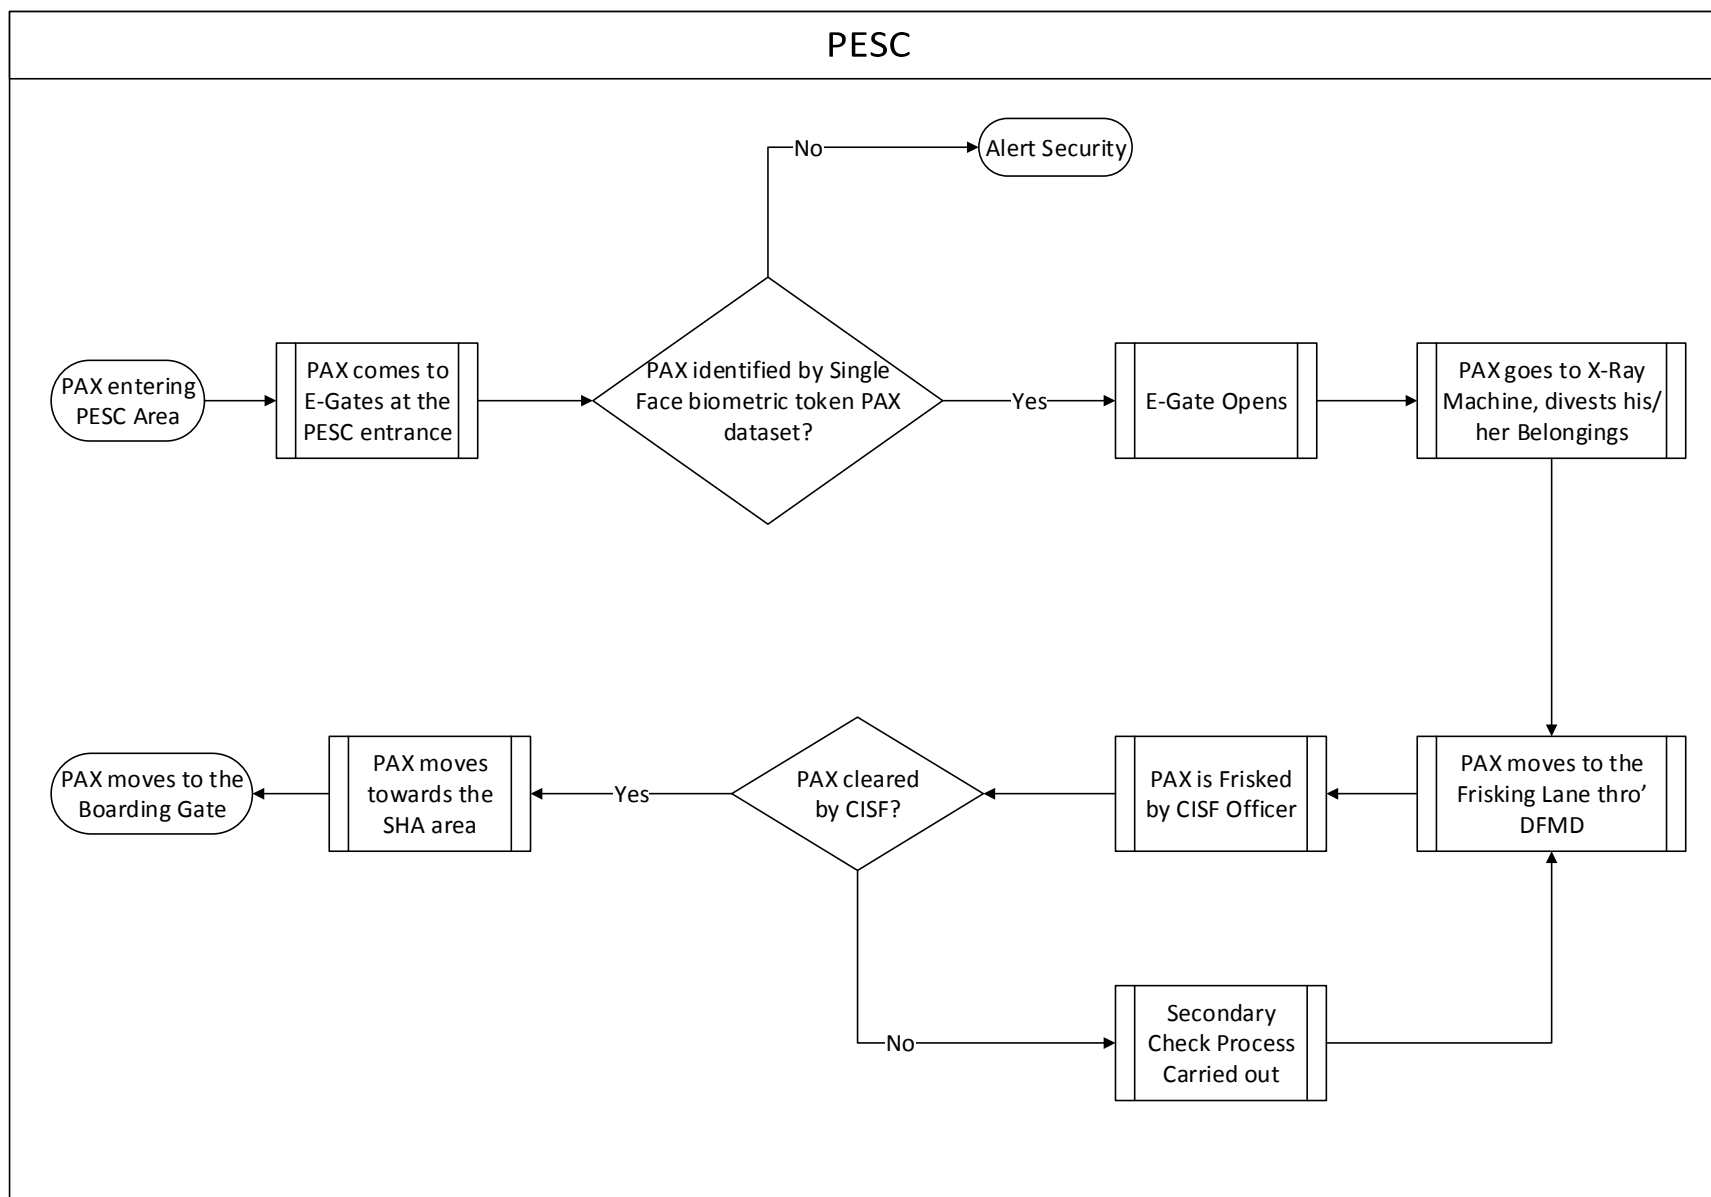 PESC
No
Alert Security
PAX entering
PESC Area
PAX comes to
E-Gates at the
PESC entrance
PAX identified by Single
Face biometric token PAX
dataset?
Yes
E-Gate Opens
PAX goes to X-Ray
Machine, divests his/
her Belongings
PAX moves to the
Boarding Gate
PAX moves
towards the
SHA area
Yes
PAX cleared
by CISF?
PAX is Frisked
by CISF Officer
PAX moves to the
Frisking Lane thro’
DFMD
No
Secondary
Check Process
Carried out